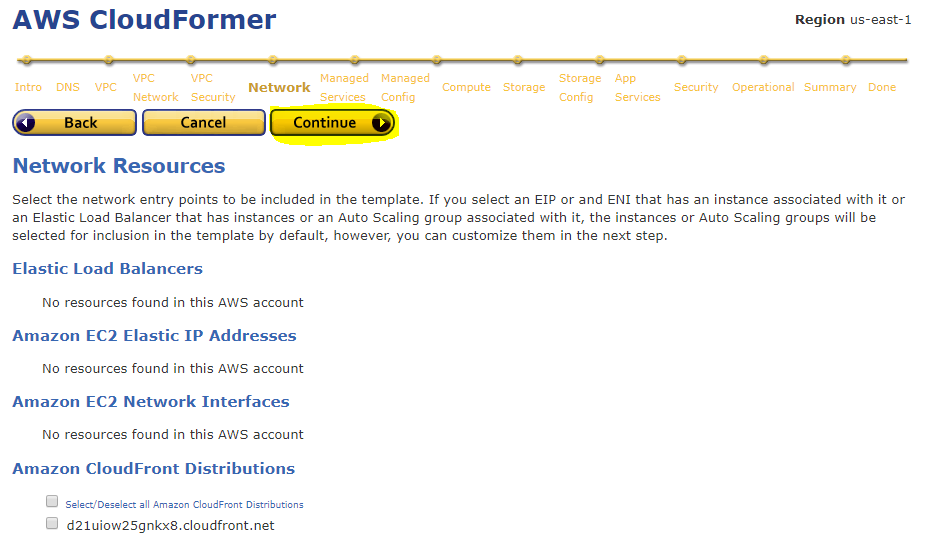 AWS CloudFormer
Region us-east-1
Intro DNS VPC VPC Network VPC Security Network Managed Services Managed Config Compute Storage Storage Config App Services Security Operational Summary Done
Back Cancel Continue
Network Resources
Select the network entry points to be included in the template. If you select an EIP or and ENI that has an instance associated with it or
an Elastic Load Balancer that has instances or an Auto Scaling group associated with it, the instances or Auto Scaling groups will be
selected for inclusion in the template by default, however, you can customize them in the next step.
Elastic Load Balancers
No resources found in this AWS account
Amazon EC2 Elastic IP Addresses
No resources found in this AWS account
Amazon EC2 Network Interfaces
No resources found in this AWS account
Amazon CloudFront Distributions
Select/Deselect all Amazon CloudFront Distributions
d21uiow25gnkx8.cloudfront.net